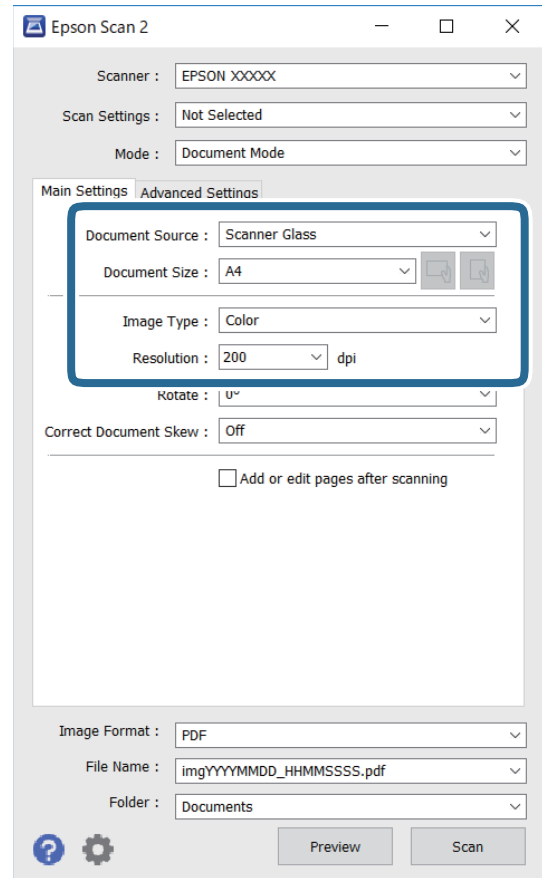 Epson Scan 2
Scanner : EPSON XXXXX
Scan Settings : Not Selected
Mode : Document Mode
Main Settings Advanced Settings
Document Source : Scanner Glass
Document Size : A4
Image Type : Color
Resolution : 200 dpi
Rotate : 0°
Correct Document Skew : Off
Add or edit pages after scanning
Image Format : PDF
File Name : imgYYYYMMDD_HHMMSSSS.pdf
Folder : Documents
? Preview Scan